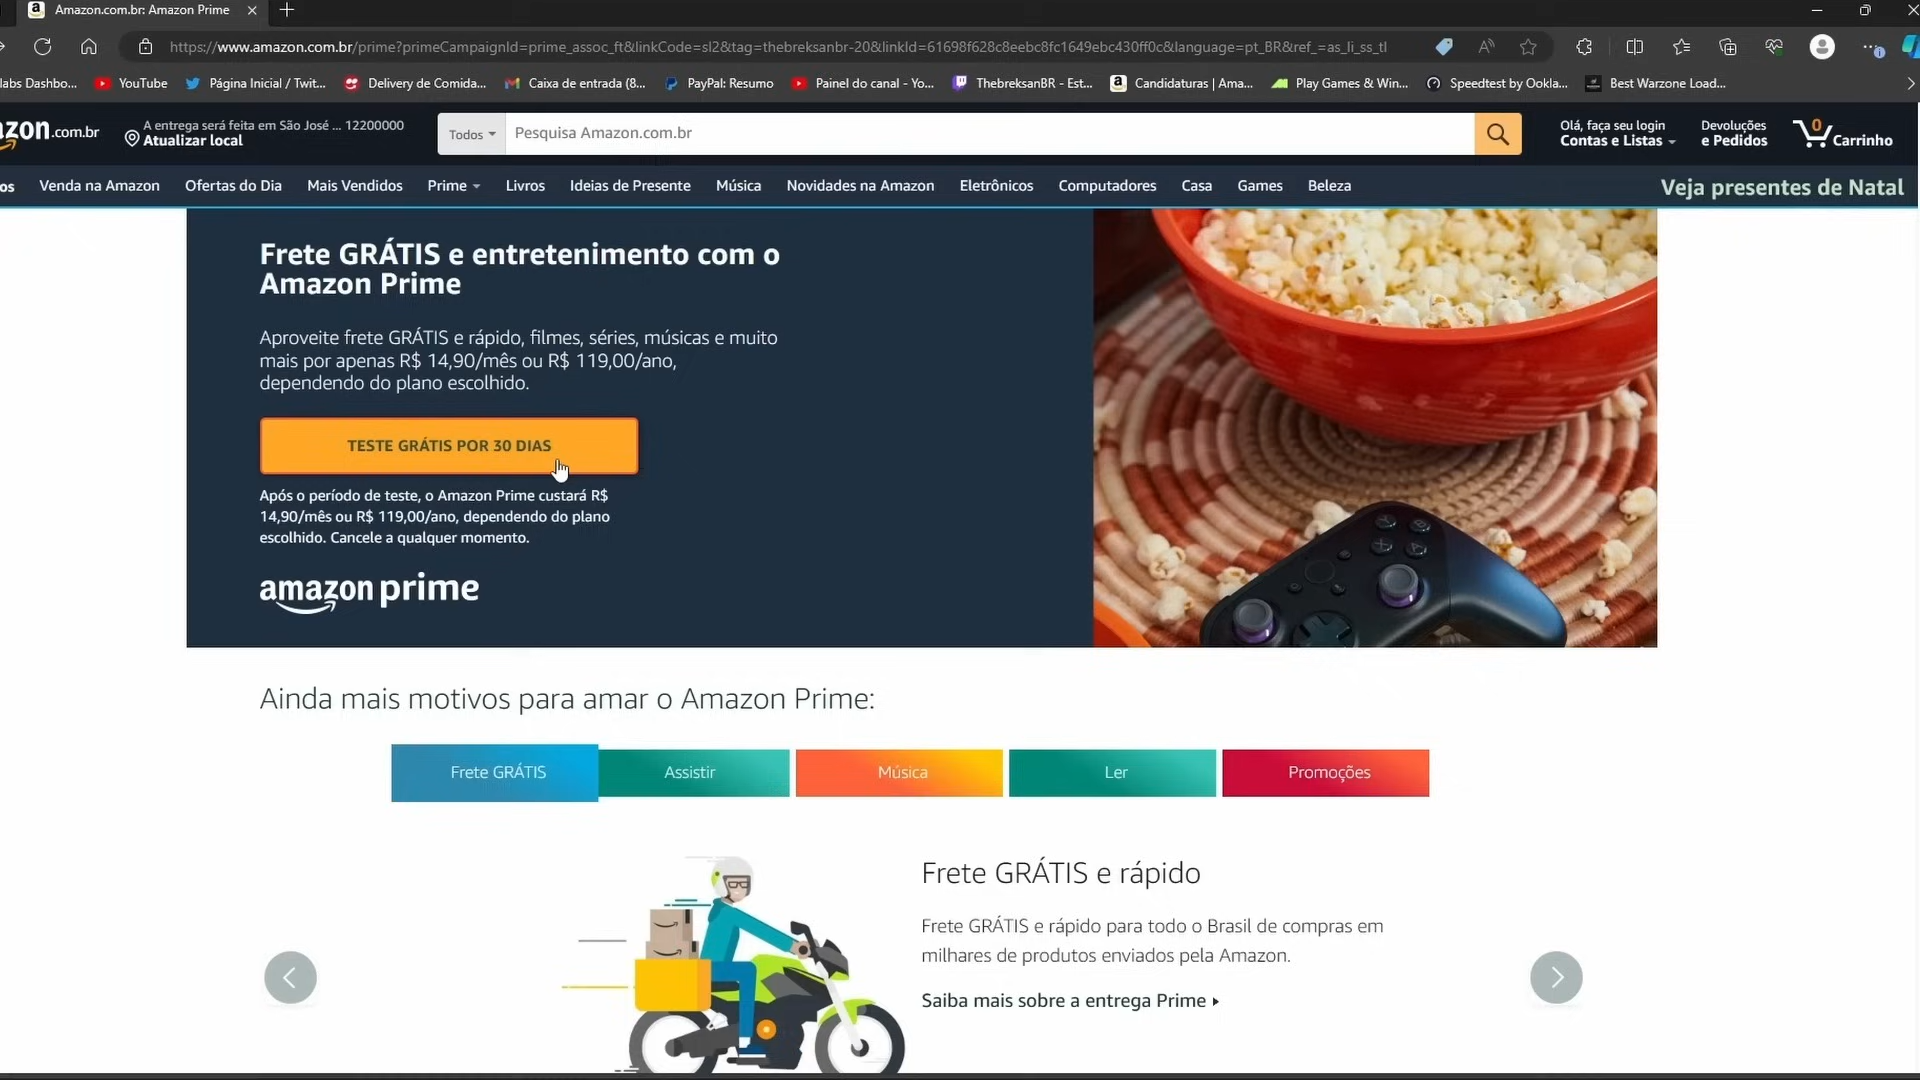 Amazon.com.br: Amazon Prime
https://www.amazon.com.br/prime?primeCampaignId=prime_assoc_ft&linkCode=sl2&tag=thebreksanbr-20&linkId=61698f628c8eebc8fc1649ebc430ff0c&language=pt_BR&ref_=as_li_ss_tl
labs Dashbo... YouTube Página Inicial / Twit... Delivery de Comida... Caixa de entrada (8... PayPal: Resumo Painel do canal - Yo... ThebreksanBR - Est... Candidaturas | Ama... Play Games & Win... Speedtest by Ookla... Best Warzone Load...
zon.com.br
A entrega será feita em São José ... 12200000
Atualizar local
Todos
Pesquisa Amazon.com.br
Olá, faça seu login
Contas e Listas
Devoluções
e Pedidos
0
Carrinho
os Venda na Amazon Ofertas do Dia Mais Vendidos Prime Livros Ideias de Presente Música Novidades na Amazon Eletrônicos Computadores Casa Games Beleza
Veja presentes de Natal
Frete GRÁTIS e entretenimento com o
Amazon Prime
Aproveite frete GRÁTIS e rápido, filmes, séries, músicas e muito
mais por apenas R$ 14,90/mês ou R$ 119,00/ano,
dependendo do plano escolhido.
TESTE GRÁTIS POR 30 DIAS
Após o período de teste, o Amazon Prime custará R$
14,90/mês ou R$ 119,00/ano, dependendo do plano
escolhido. Cancele a qualquer momento.
amazon prime
Ainda mais motivos para amar o Amazon Prime:
Frete GRÁTIS Assistir Música Ler Promoções
Frete GRÁTIS e rápido
Frete GRÁTIS e rápido para todo o Brasil de compras em
milhares de produtos enviados pela Amazon.
Saiba mais sobre a entrega Prime